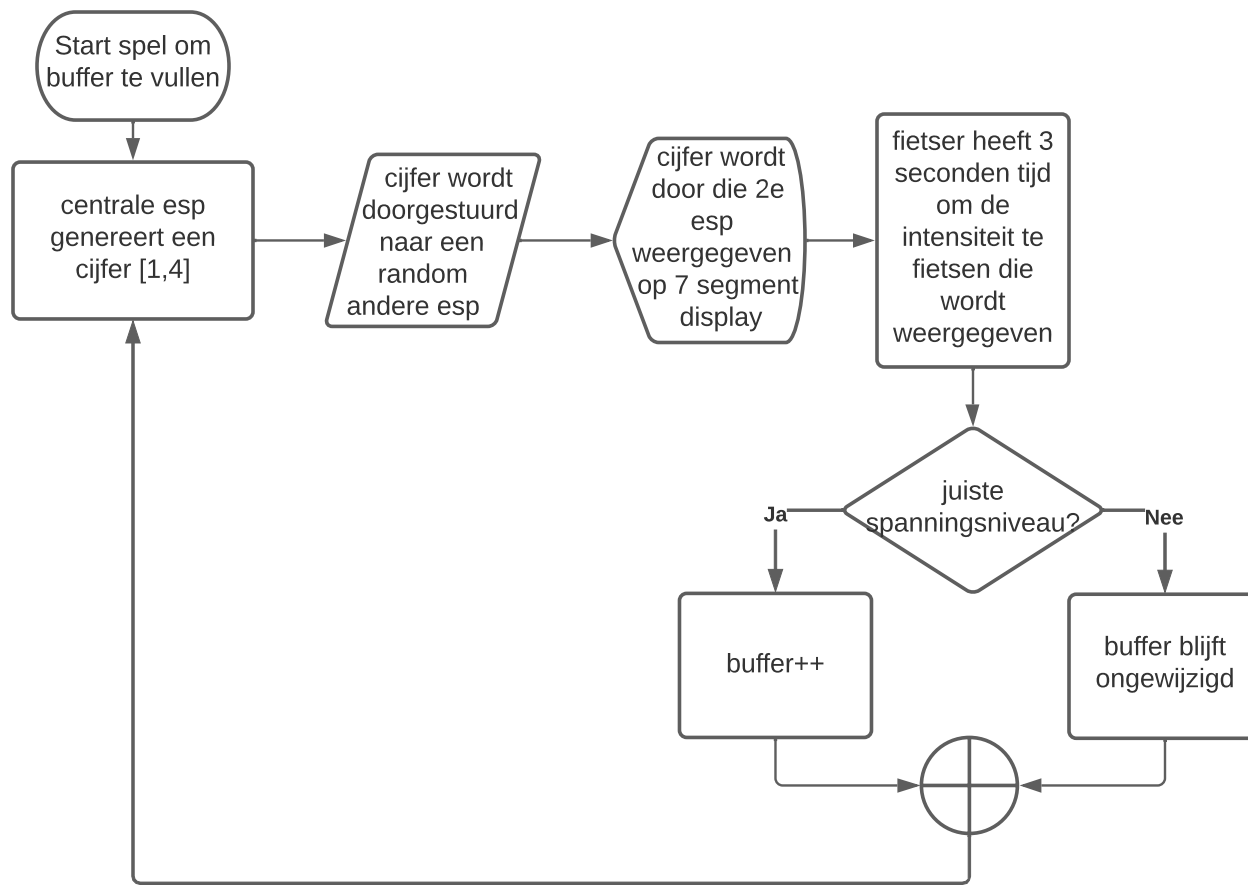 Start spel om
buffer te vullen
centrale esp
genereert een
cijfer [1,4]
cijfer wordt
doorgestuurd
naar een
random
andere esp
cijfer wordt
door die 2e
esp
weergegeven
op 7 segment
display
fietser heeft 3
seconden tijd
om de
intensiteit te
fietsen die
wordt
weergegeven
juiste
spanningsniveau?
Ja
Nee
buffer++
buffer blijft
ongewijzigd